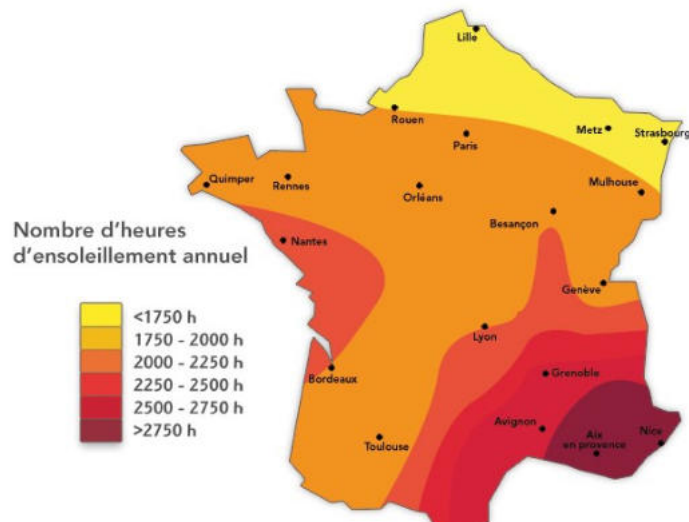 Lille
Rouen
Metz
Strasbourg
Paris
Quimper
Rennes
Orléans
Mulhouse
Besançon
Nombre d'heures
d'ensoleillement annuel
Nantes
Genève
<1750 h
1750 - 2000 h
2000 - 2250 h
2250 - 2500 h
2500 - 2750 h
>2750 h
Lyon
Bordeaux
Grenoble
Avignon
Toulouse
Aix
en provence
Nice